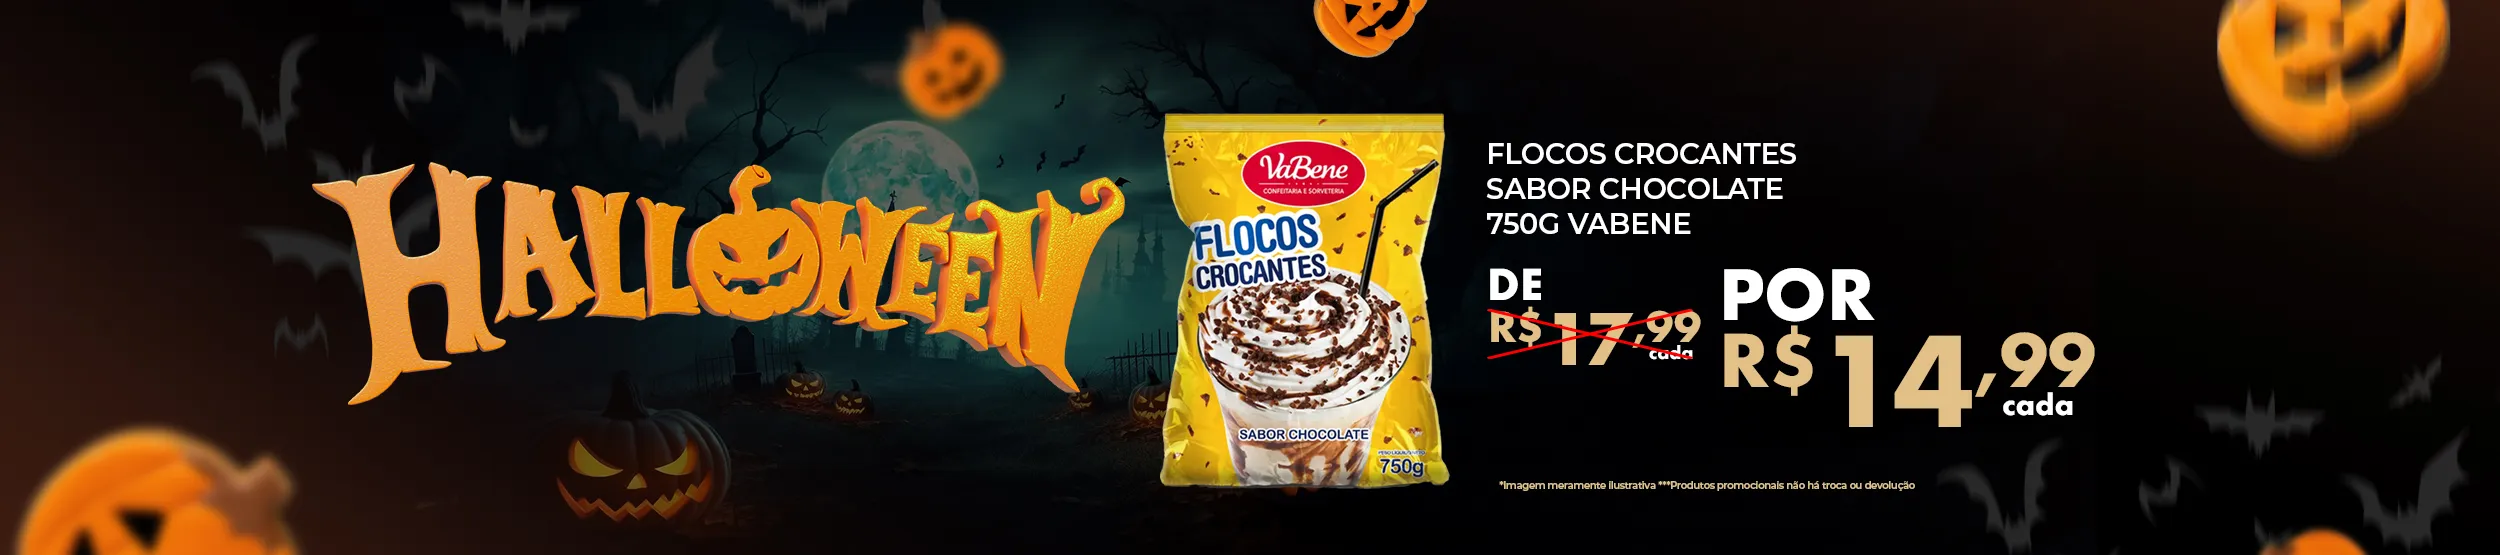 HALLOWEEN
VaBene
CONFEITARIA E SORVETERIA
FLOCOS
CROCANTES
SABOR CHOCOLATE
750g
FLOCOS CROCANTES
SABOR CHOCOLATE
750G VABENE
DE
R$ 17,99
cada
POR
R$ 14,99
cada
*Imagem meramente ilustrativa ***Produtos promocionais não há troca ou devolução